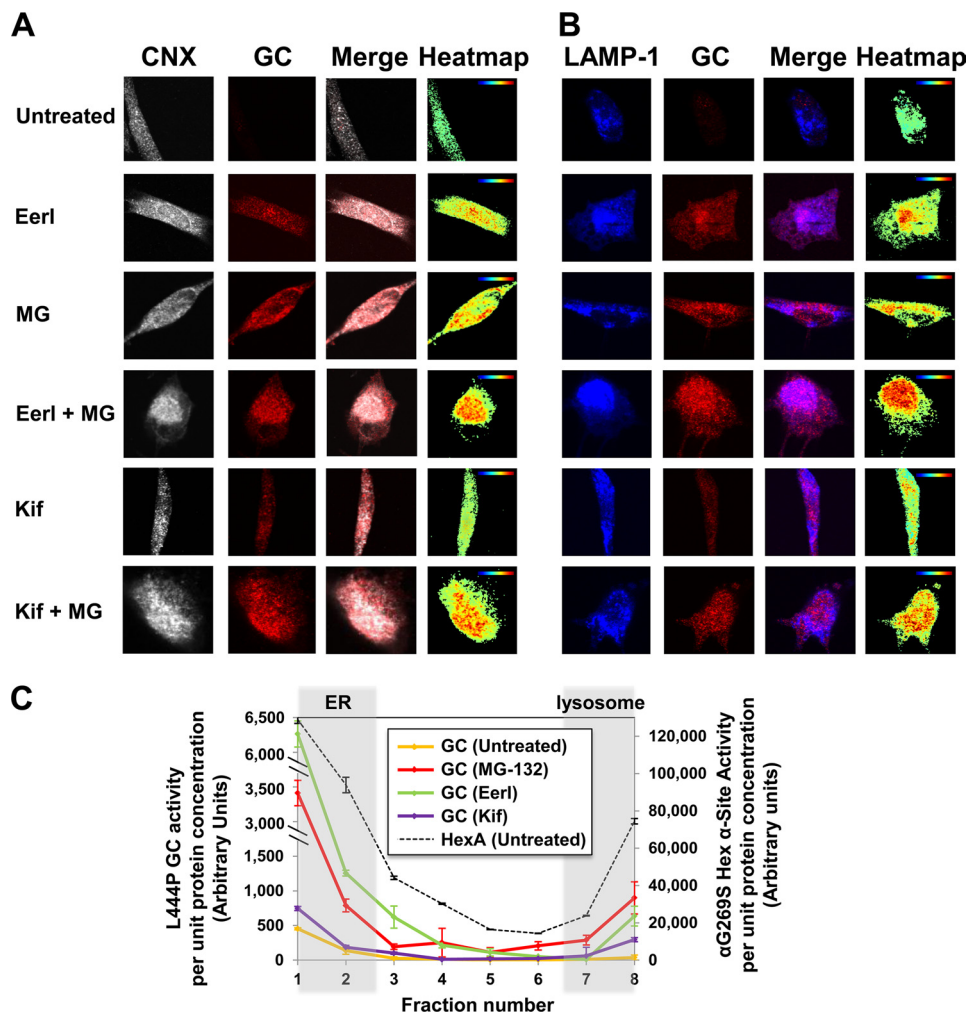 A
B
CNX GC Merge Heatmap
LAMP-1 GC Merge Heatmap
Untreated
EerI
MG
EerI + MG
Kif
Kif + MG
C
ER
lysosome
L444P GC activity
per unit protein concentration
(Arbitrary Units)
6,500
6,000
3,500
3,000
1,500
1,000
500
0
GC (Untreated)
GC (MG-132)
GC (EerI)
GC (Kif)
HexA (Untreated)
120,000
100,000
80,000
60,000
40,000
20,000
0
αG269S Hex α-Site Activity
per unit protein concentration
(Arbitrary units)
1 2 3 4 5 6 7 8
Fraction number